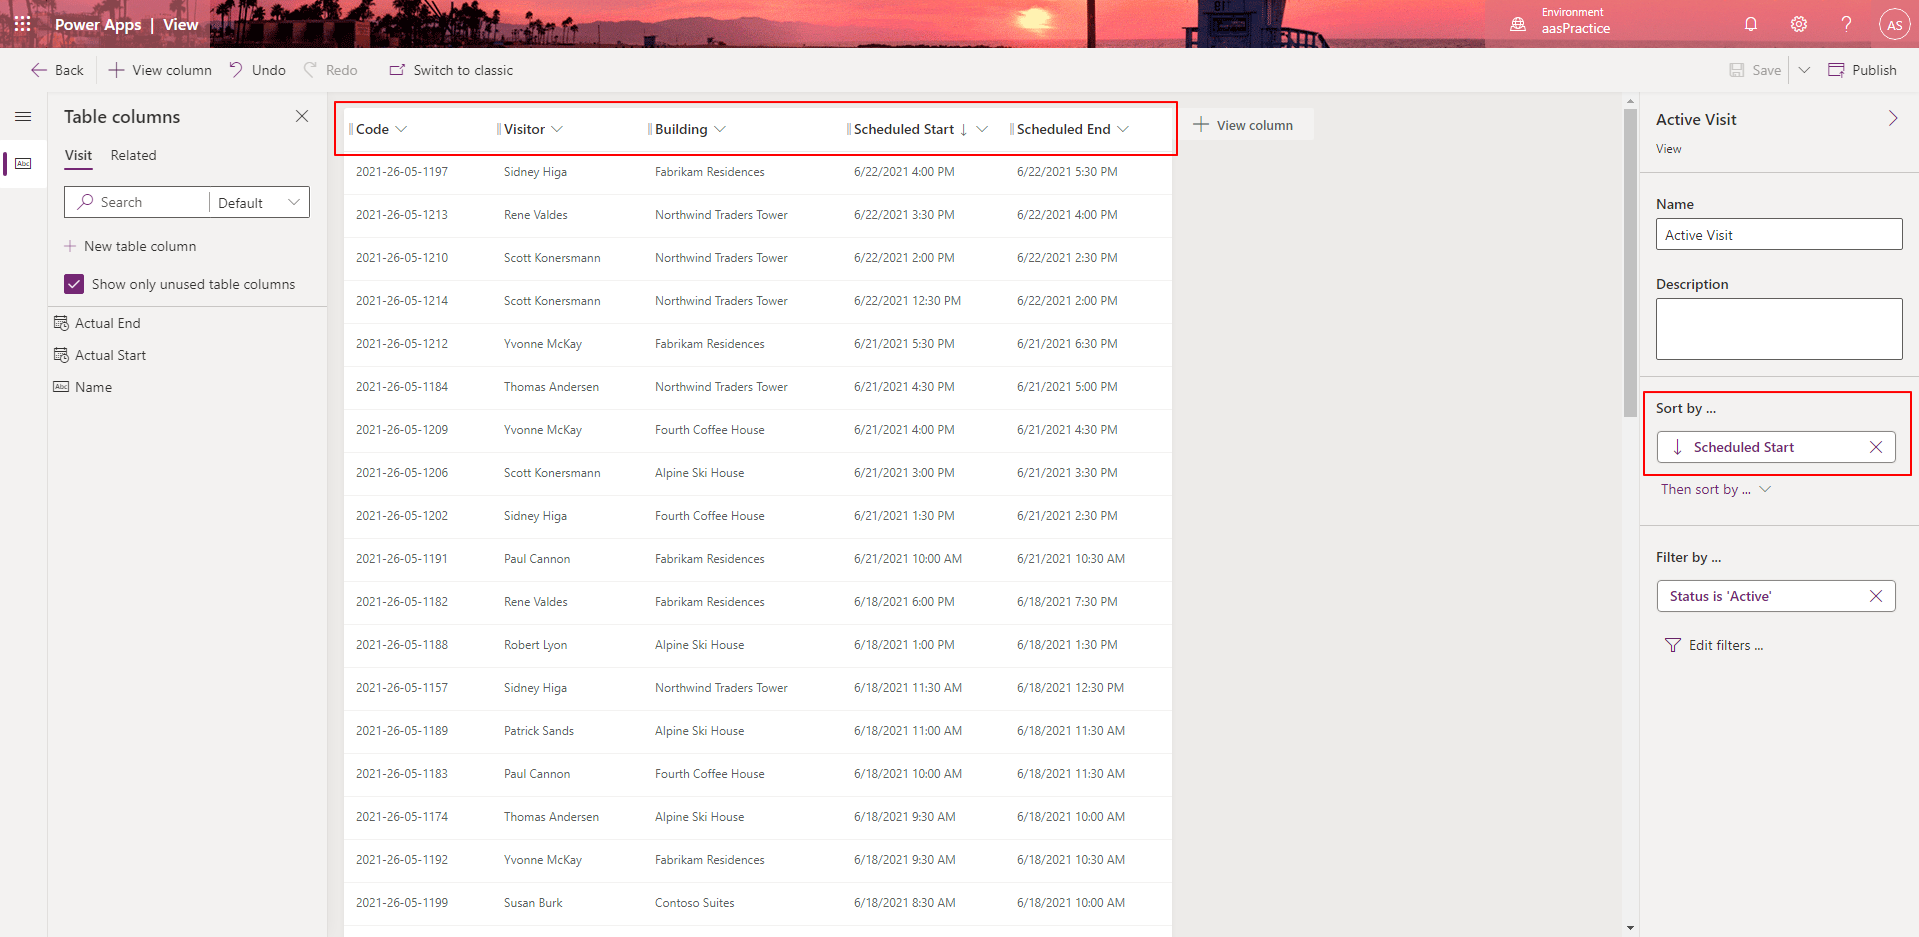 Power Apps | View
Environment
aasPractice
AS
Back
View column
Undo
Redo
Switch to classic
Save
Publish
Table columns
Visit
Related
Search
Default
New table column
Show only unused table columns
Actual End
Actual Start
Abc Name
Abc
Code Visitor Building Scheduled Start Scheduled End
View column
2021-26-05-1197 Sidney Higa Fabrikam Residences 6/22/2021 4:00 PM 6/22/2021 5:30 PM
2021-26-05-1213 Rene Valdes Northwind Traders Tower 6/22/2021 3:30 PM 6/22/2021 4:00 PM
2021-26-05-1210 Scott Konersmann Northwind Traders Tower 6/22/2021 2:00 PM 6/22/2021 2:30 PM
2021-26-05-1214 Scott Konersmann Northwind Traders Tower 6/22/2021 12:30 PM 6/22/2021 2:00 PM
2021-26-05-1212 Yvonne McKay Fabrikam Residences 6/21/2021 5:30 PM 6/21/2021 6:30 PM
2021-26-05-1184 Thomas Andersen Northwind Traders Tower 6/21/2021 4:30 PM 6/21/2021 5:00 PM
2021-26-05-1209 Yvonne McKay Fourth Coffee House 6/21/2021 4:00 PM 6/21/2021 4:30 PM
2021-26-05-1206 Scott Konersmann Alpine Ski House 6/21/2021 3:00 PM 6/21/2021 3:30 PM
2021-26-05-1202 Sidney Higa Fourth Coffee House 6/21/2021 1:30 PM 6/21/2021 2:30 PM
2021-26-05-1191 Paul Cannon Fabrikam Residences 6/21/2021 10:00 AM 6/21/2021 10:30 AM
2021-26-05-1182 Rene Valdes Fabrikam Residences 6/18/2021 6:00 PM 6/18/2021 7:30 PM
2021-26-05-1188 Robert Lyon Alpine Ski House 6/18/2021 1:00 PM 6/18/2021 1:30 PM
2021-26-05-1157 Sidney Higa Northwind Traders Tower 6/18/2021 11:30 AM 6/18/2021 12:30 PM
2021-26-05-1189 Patrick Sands Alpine Ski House 6/18/2021 11:00 AM 6/18/2021 11:30 AM
2021-26-05-1183 Paul Cannon Fourth Coffee House 6/18/2021 10:00 AM 6/18/2021 11:30 AM
2021-26-05-1174 Thomas Andersen Alpine Ski House 6/18/2021 9:30 AM 6/18/2021 10:00 AM
2021-26-05-1192 Yvonne McKay Fabrikam Residences 6/18/2021 9:30 AM 6/18/2021 10:30 AM
2021-26-05-1199 Susan Burk Contoso Suites 6/18/2021 8:30 AM 6/18/2021 10:00 AM
Active Visit
View
Name
Active Visit
Description
Sort by ...
Scheduled Start
Then sort by ...
Filter by ...
Status is 'Active'
Edit filters ...